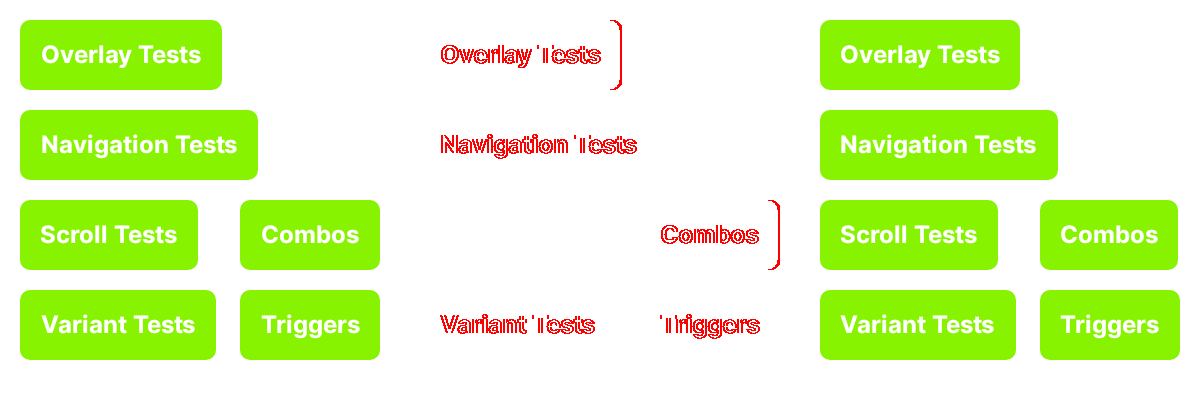 Overlay Tests Overlay Tests Overlay Tests
Navigation Tests Navigation Tests Navigation Tests
Scroll Tests Combos Combos Scroll Tests Combos
Variant Tests Triggers Variant Tests Triggers Variant Tests Triggers